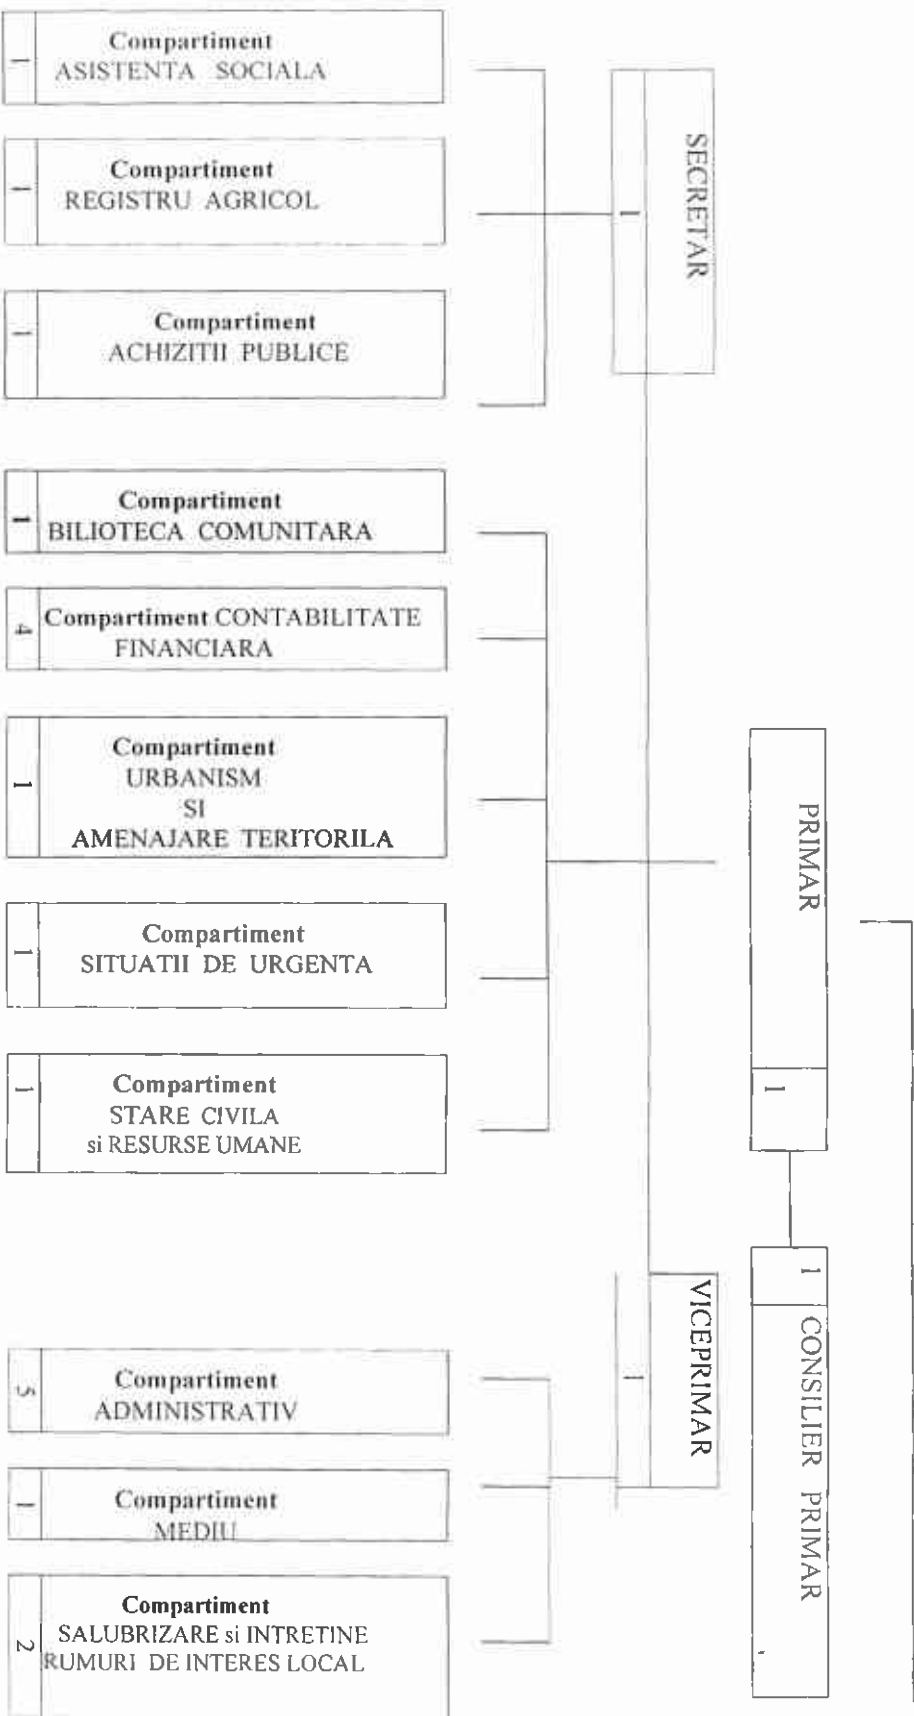 Compartiment
ASISTENTA SOCIALA
1
Compartiment
REGISTRU AGRICOL
1
Compartiment
ACHIZITII PUBLICE
1
SECRETAR
1
Compartiment
BILIOTECA COMUNITARA
1
Compartiment CONTABILITATE
FINANCIARA
4
Compartiment
URBANISM
SI
AMENAJARE TERITORILA
1
Compartiment
SITUATII DE URGENTA
1
Compartiment
STARE CIVILA
si RESURSE UMANE
1
PRIMAR
1
1
CONSILIER PRIMAR
VICEPRIMAR
1
Compartiment
ADMINISTRATIV
5
Compartiment
MEDIU
1
Compartiment
SALUBRIZARE si INTRETINE
RUMURI DE INTERES LOCAL
2